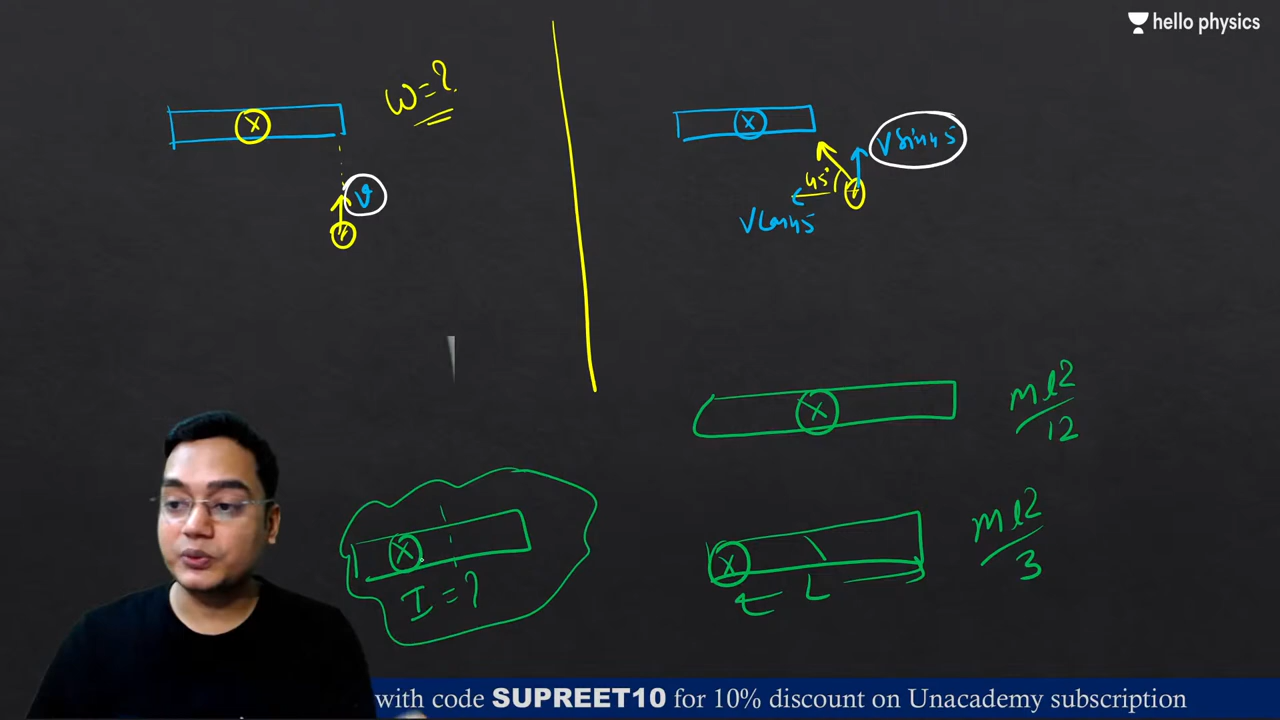 hello physics
ω=?
v
x
x
45°
V Sin45
V Cos45
x
ml²/12
x
I=?
x
L
ml²/3
with code SUPREET10 for 10% discount on Unacademy subscription